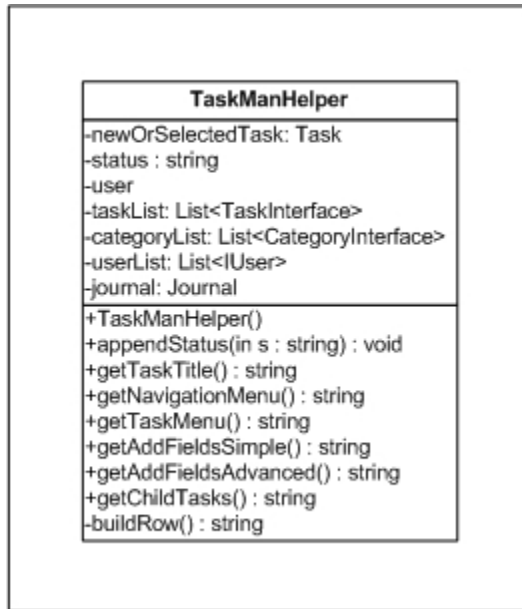 TaskManHelper
-newOrSelectedTask: Task
-status : string
-user
-taskList: List<TaskInterface>
-categoryList: List<CategoryInterface>
-userList: List<IUser>
-journal: Journal
+TaskManHelper()
+appendStatus(in s : string) : void
+getTaskTitle() : string
+getNavigationMenu() : string
+getTaskMenu() : string
+getAddFieldsSimple() : string
+getAddFieldsAdvanced() : string
+getChildTasks() : string
-buildRow() : string